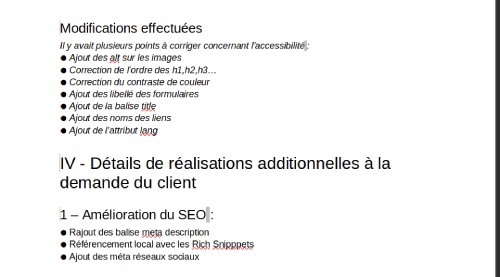 Modifications effectuées
Il y avait plusieurs points à corriger concernant l'accessibilité :
● Ajout des alt sur les images
● Correction de l'ordre des h1,h2,h3…
● Correction du contraste de couleur
● Ajout des libellé des formulaires
● Ajout de la balise title
● Ajout des noms des liens
● Ajout de l'attribut lang
IV - Détails de réalisations additionnelles à la
demande du client
1 – Amélioration du SEO :
● Rajout des balise meta description
● Référencement local avec les Rich Snipppets
● Ajout des méta réseaux sociaux